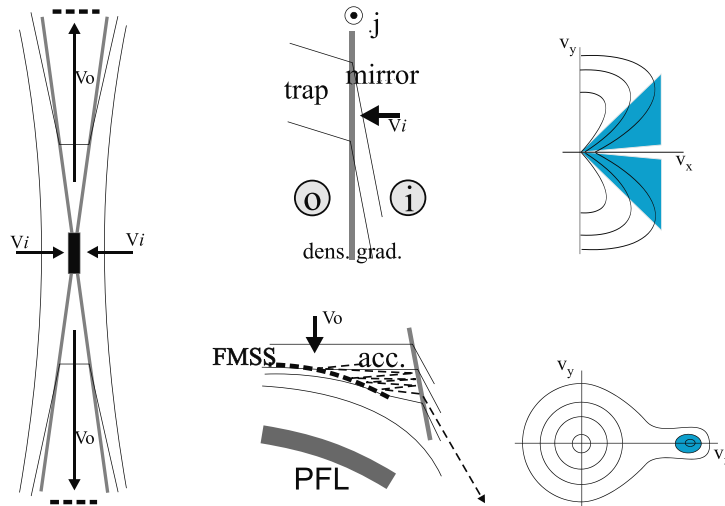 Vo
Vi
Vi
Vo
.j
mirror
trap
Vi
o
i
dens. grad.
vy
vx
Vo
FMSS
acc.
PFL
vy
v